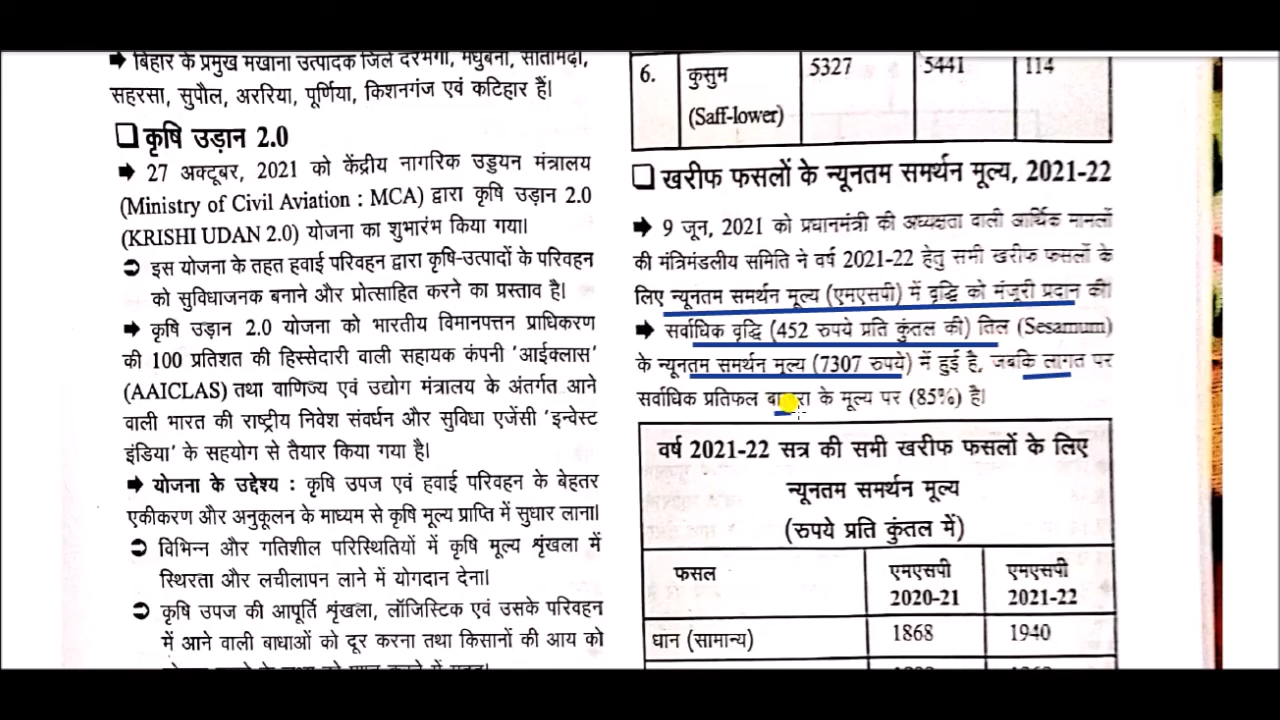 ➡ बिहार के प्रमुख मखाना उत्पादक जिले दरभंगा, मधुबनी, सीतामढ़ी,
सहरसा, सुपौल, अररिया, पूर्णिया, किशनगंज एवं कटिहार हैं।
❑ कृषि उड़ान 2.0
➡ 27 अक्टूबर, 2021 को केंद्रीय नागरिक उड्डयन मंत्रालय
(Ministry of Civil Aviation : MCA) द्वारा कृषि उड़ान 2.0
(KRISHI UDAN 2.0) योजना का शुभारंभ किया गया।
➲ इस योजना के तहत हवाई परिवहन द्वारा कृषि-उत्पादों के परिवहन
को सुविधाजनक बनाने और प्रोत्साहित करने का प्रस्ताव है।
➡ कृषि उड़ान 2.0 योजना को भारतीय विमानपत्तन प्राधिकरण
की 100 प्रतिशत की हिस्सेदारी वाली सहायक कंपनी 'आईक्लास'
(AAICLAS) तथा वाणिज्य एवं उद्योग मंत्रालय के अंतर्गत आने
वाली भारत की राष्ट्रीय निवेश संवर्धन और सुविधा एजेंसी 'इन्वेस्ट
इंडिया' के सहयोग से तैयार किया गया है।
➡ योजना के उद्देश्य : कृषि उपज एवं हवाई परिवहन के बेहतर
एकीकरण और अनुकूलन के माध्यम से कृषि मूल्य प्राप्ति में सुधार लाना।
➲ विभिन्न और गतिशील परिस्थितियों में कृषि मूल्य शृंखला में
स्थिरता और लचीलापन लाने में योगदान देना।
➲ कृषि उपज की आपूर्ति शृंखला, लॉजिस्टिक एवं उसके परिवहन
में आने वाली बाधाओं को दूर करना तथा किसानों की आय को
6. कुसुम 5327 5441 114
(Saff-lower)
❑ खरीफ फसलों के न्यूनतम समर्थन मूल्य, 2021-22
➡ 9 जून, 2021 को प्रधानमंत्री की अध्यक्षता वाली आर्थिक मामलों
की मंत्रिमंडलीय समिति ने वर्ष 2021-22 हेतु सभी खरीफ फसलों के
लिए न्यूनतम समर्थन मूल्य (एमएसपी) में वृद्धि को मंजूरी प्रदान की।
➡ सर्वाधिक वृद्धि (452 रुपये प्रति कुंतल की) तिल (Sesamum)
के न्यूनतम समर्थन मूल्य (7307 रुपये) में हुई है, जबकि लागत पर
सर्वाधिक प्रतिफल के मूल्य पर (85%) है।
वर्ष 2021-22 सत्र की सभी खरीफ फसलों के लिए
न्यूनतम समर्थन मूल्य
(रुपये प्रति कुंतल में)
फसल एमएसपी एमएसपी
2020-21 2021-22
धान (सामान्य) 1868 1940